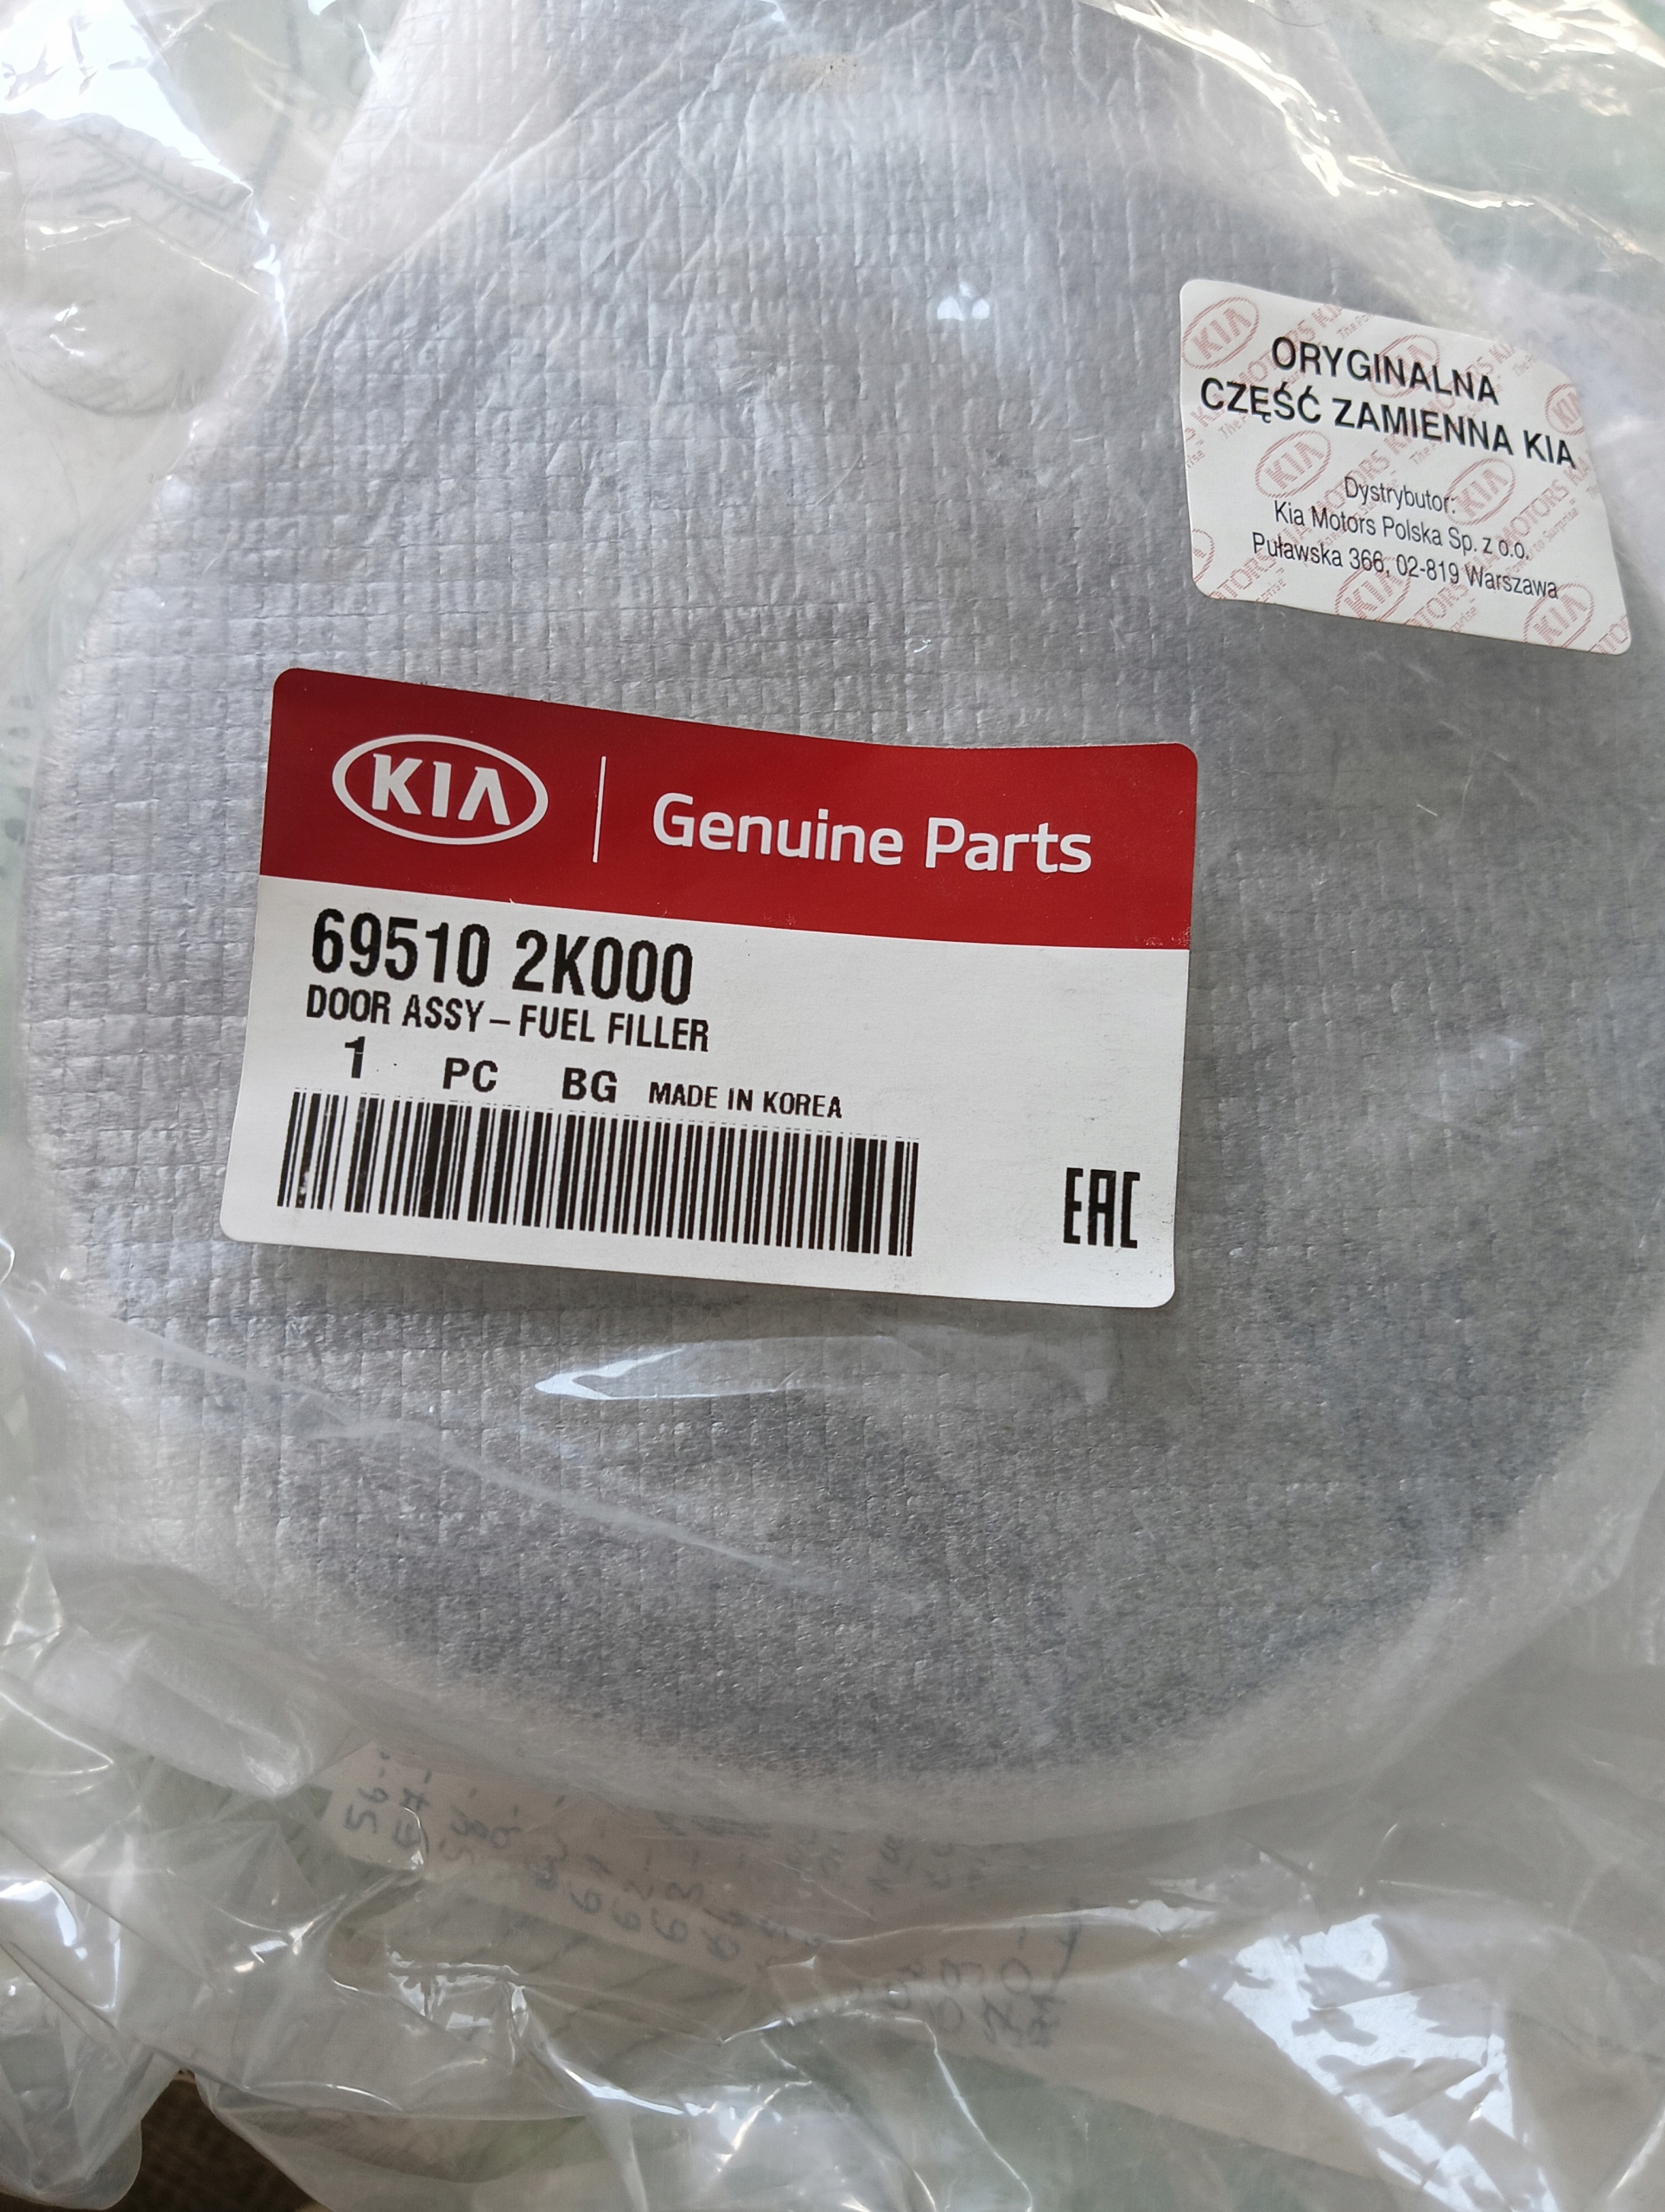 ORYGINALNA
CZĘŚĆ ZAMIENNA KIA
Dystrybutor:
Kia Motors Polska Sp. z o.o.
Puławska 366, 02-819 Warszawa
KIA Genuine Parts
69510 2K000
DOOR ASSY – FUEL FILLER
1 PC BG MADE IN KOREA
EAC